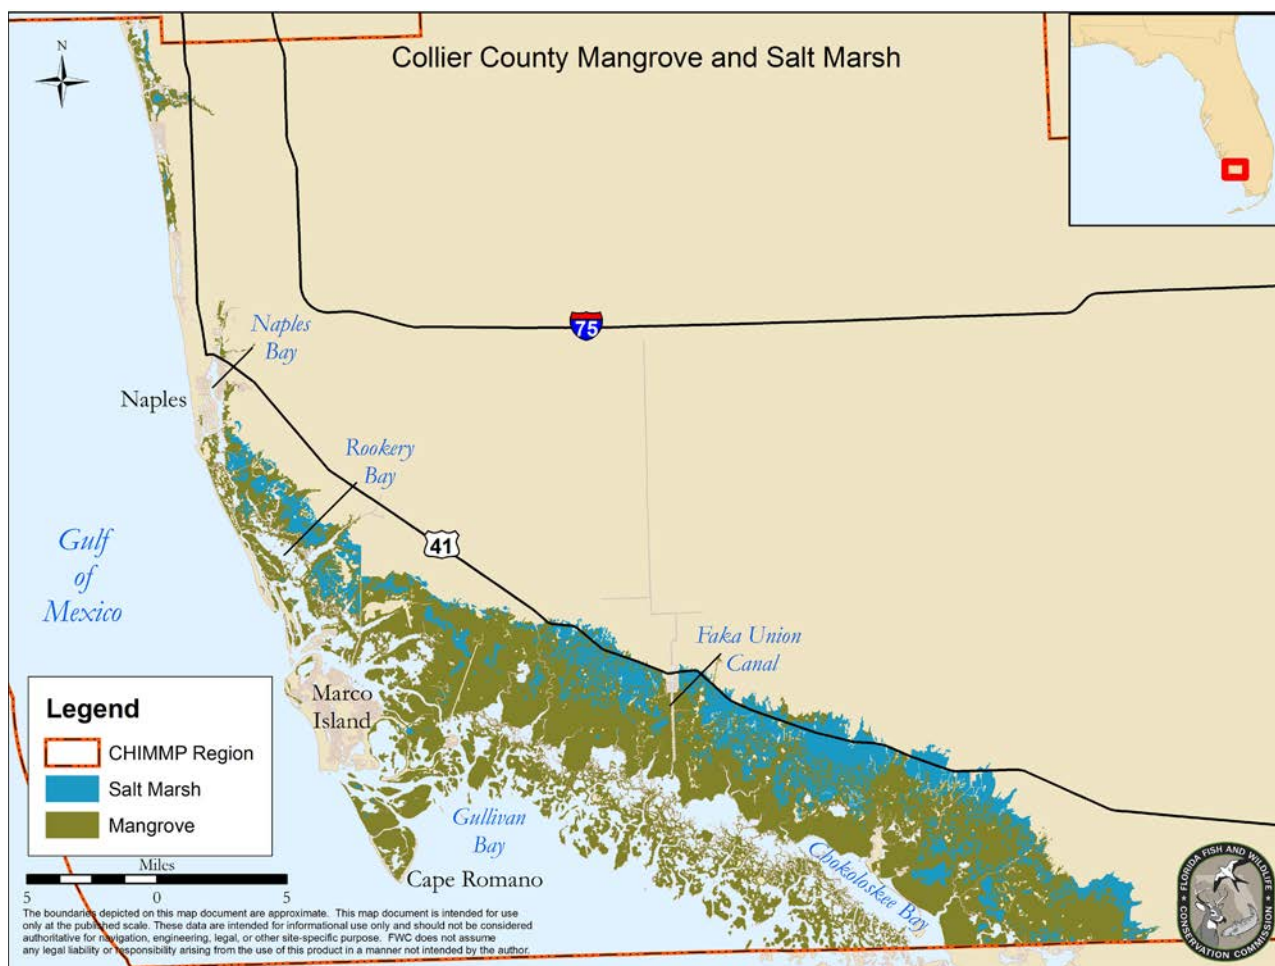 Collier County Mangrove and Salt Marsh
N
75
Naples
Bay
Naples
Rookery
Bay
41
Gulf
of
Mexico
Faka Union
Canal
Marco
Island
Legend
CHIMMP Region
Salt Marsh
Mangrove
Gullivan
Bay
Chokoloskee Bay
Cape Romano
Miles
5 0 5
The boundaries depicted on this map document are approximate. This map document is intended for use
only at the published scale. These data are intended for informational use only and should not be considered
authoritative for navigation, engineering, legal, or other site-specific purpose. FWC does not assume
any legal liability or responsibility arising from the use of this product in a manner not intended by the author.
FLORIDA FISH AND WILDLIFE
CONSERVATION COMMISSION